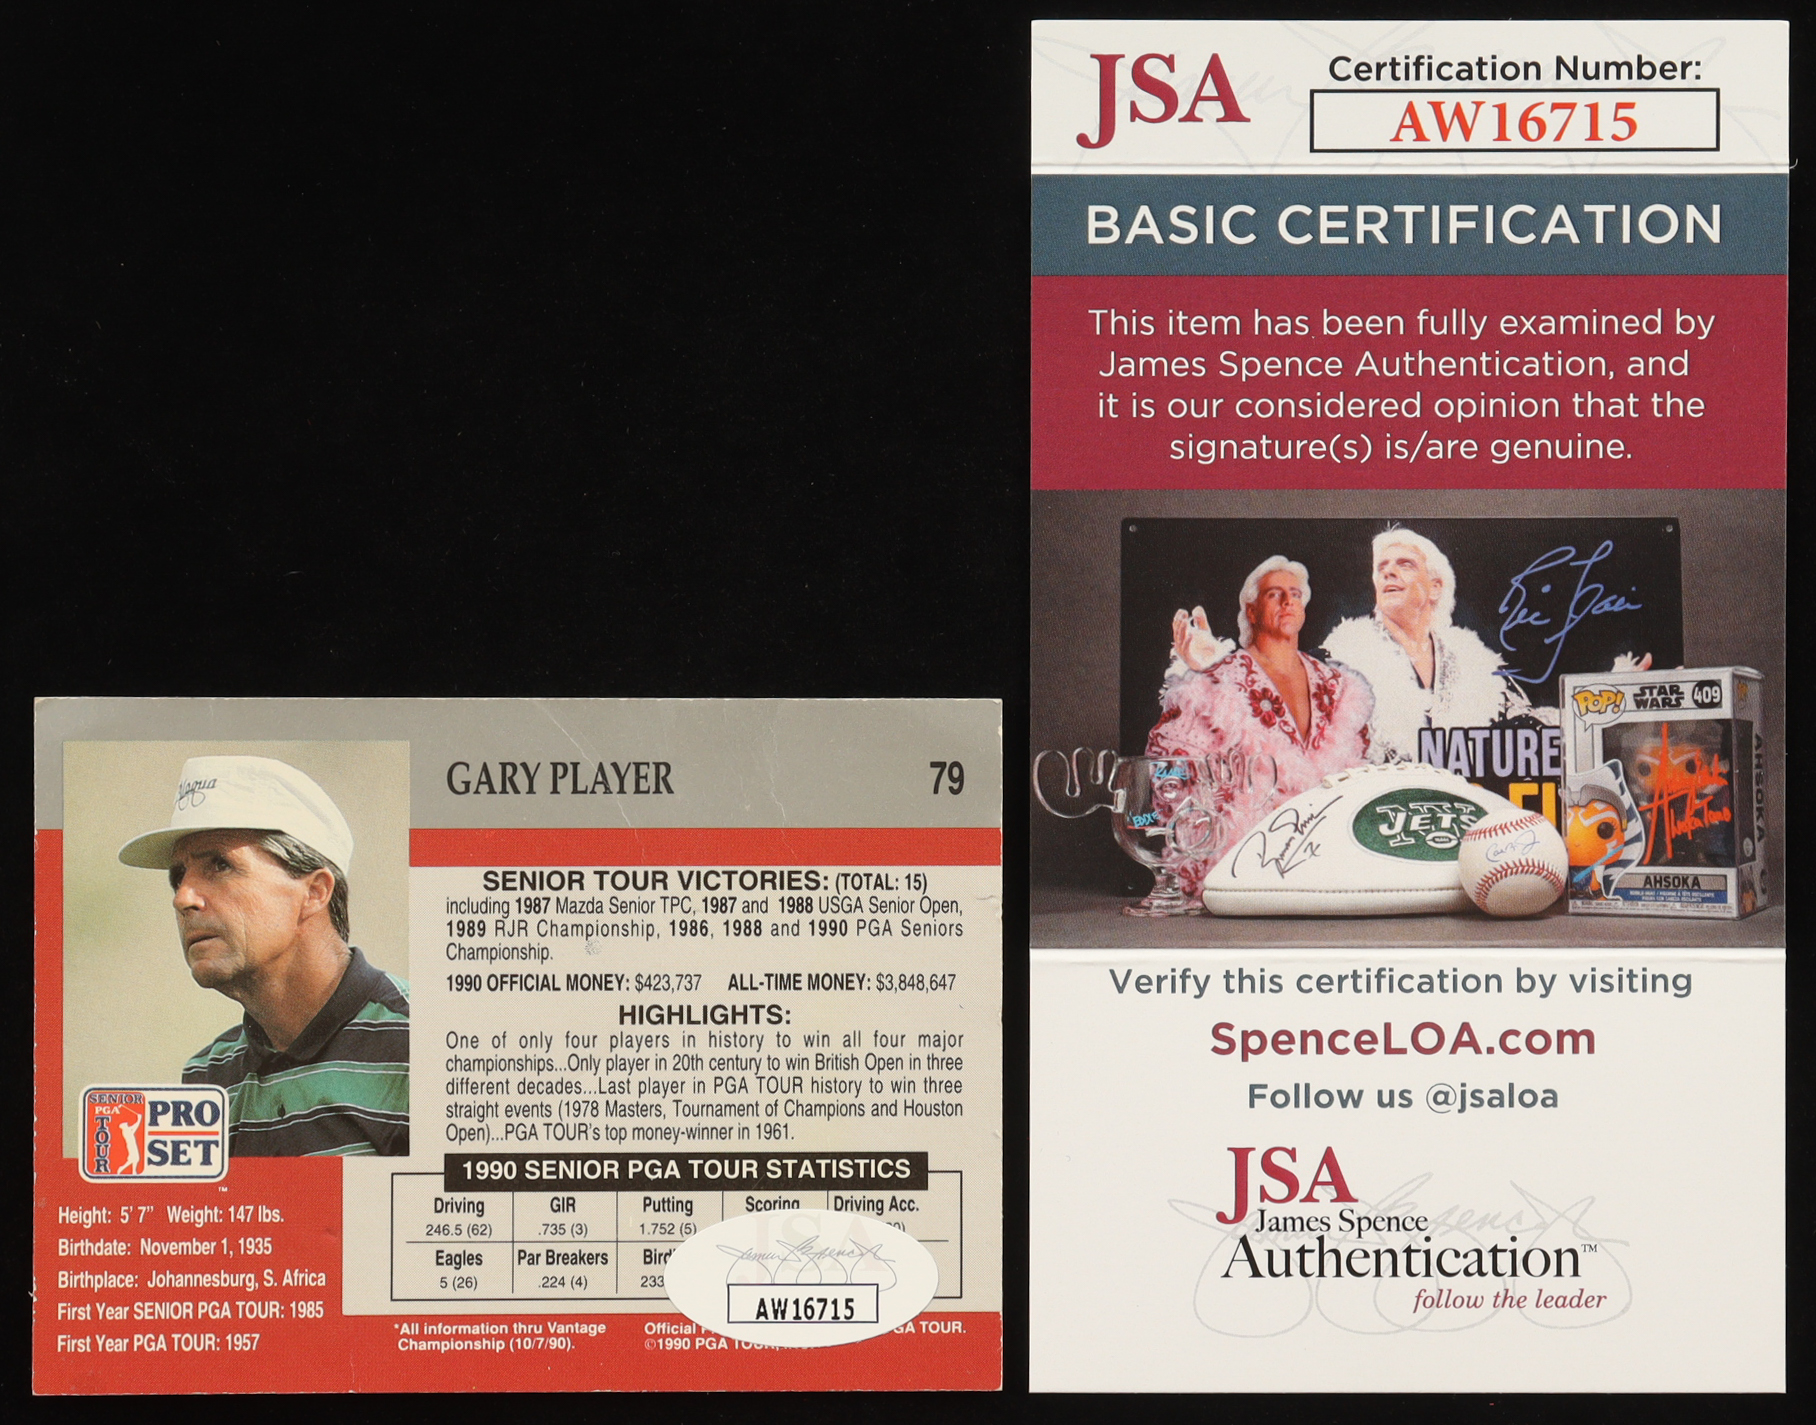 GARY PLAYER 79
SENIOR TOUR VICTORIES: (TOTAL: 15)
including 1987 Mazda Senior TPC, 1987 and 1988 USGA Senior Open,
1989 RJR Championship, 1986, 1988 and 1990 PGA Seniors
Championship.
1990 OFFICIAL MONEY: $423,737 ALL-TIME MONEY: $3,848,647
HIGHLIGHTS:
One of only four players in history to win all four major
championships...Only player in 20th century to win British Open in three
different decades...Last player in PGA TOUR history to win three
straight events (1978 Masters, Tournament of Champions and Houston
Open)...PGA TOUR's top money-winner in 1961.
SENIOR
PGA
TOUR
PRO
SET
™
Height: 5' 7" Weight: 147 lbs.
Birthdate: November 1, 1935
Birthplace: Johannesburg, S. Africa
First Year SENIOR PGA TOUR: 1985
First Year PGA TOUR: 1957
1990 SENIOR PGA TOUR STATISTICS
Driving GIR Putting Scoring Driving Acc.
246.5 (62) .735 (3) 1.752 (5)
Eagles Par Breakers
5 (26) .224 (4) 233
AW16715
*All information thru Vantage
Championship (10/7/90).
Official GA TOUR.
©1990 PGA
JSA
Certification Number:
AW16715
BASIC CERTIFICATION
This item has been fully examined by
James Spence Authentication, and
it is our considered opinion that the
signature(s) is/are genuine.
Ric Flair
POP! STAR WARS 409
NATURE
JETS
AHSOKA
AHSOKA
Verify this certification by visiting
SpenceLOA.com
Follow us @jsaloa
JSA
James Spence
Authentication™
follow the leader